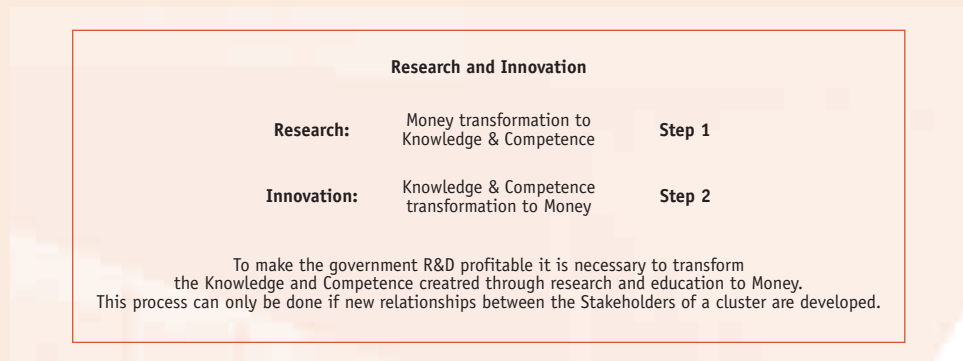 Research and Innovation
Research: Money transformation to Knowledge & Competence Step 1
Innovation: Knowledge & Competence transformation to Money Step 2
To make the government R&D profitable it is necessary to transform
the Knowledge and Competence creatred through research and education to Money.
This process can only be done if new relationships between the Stakeholders of a cluster are developed.